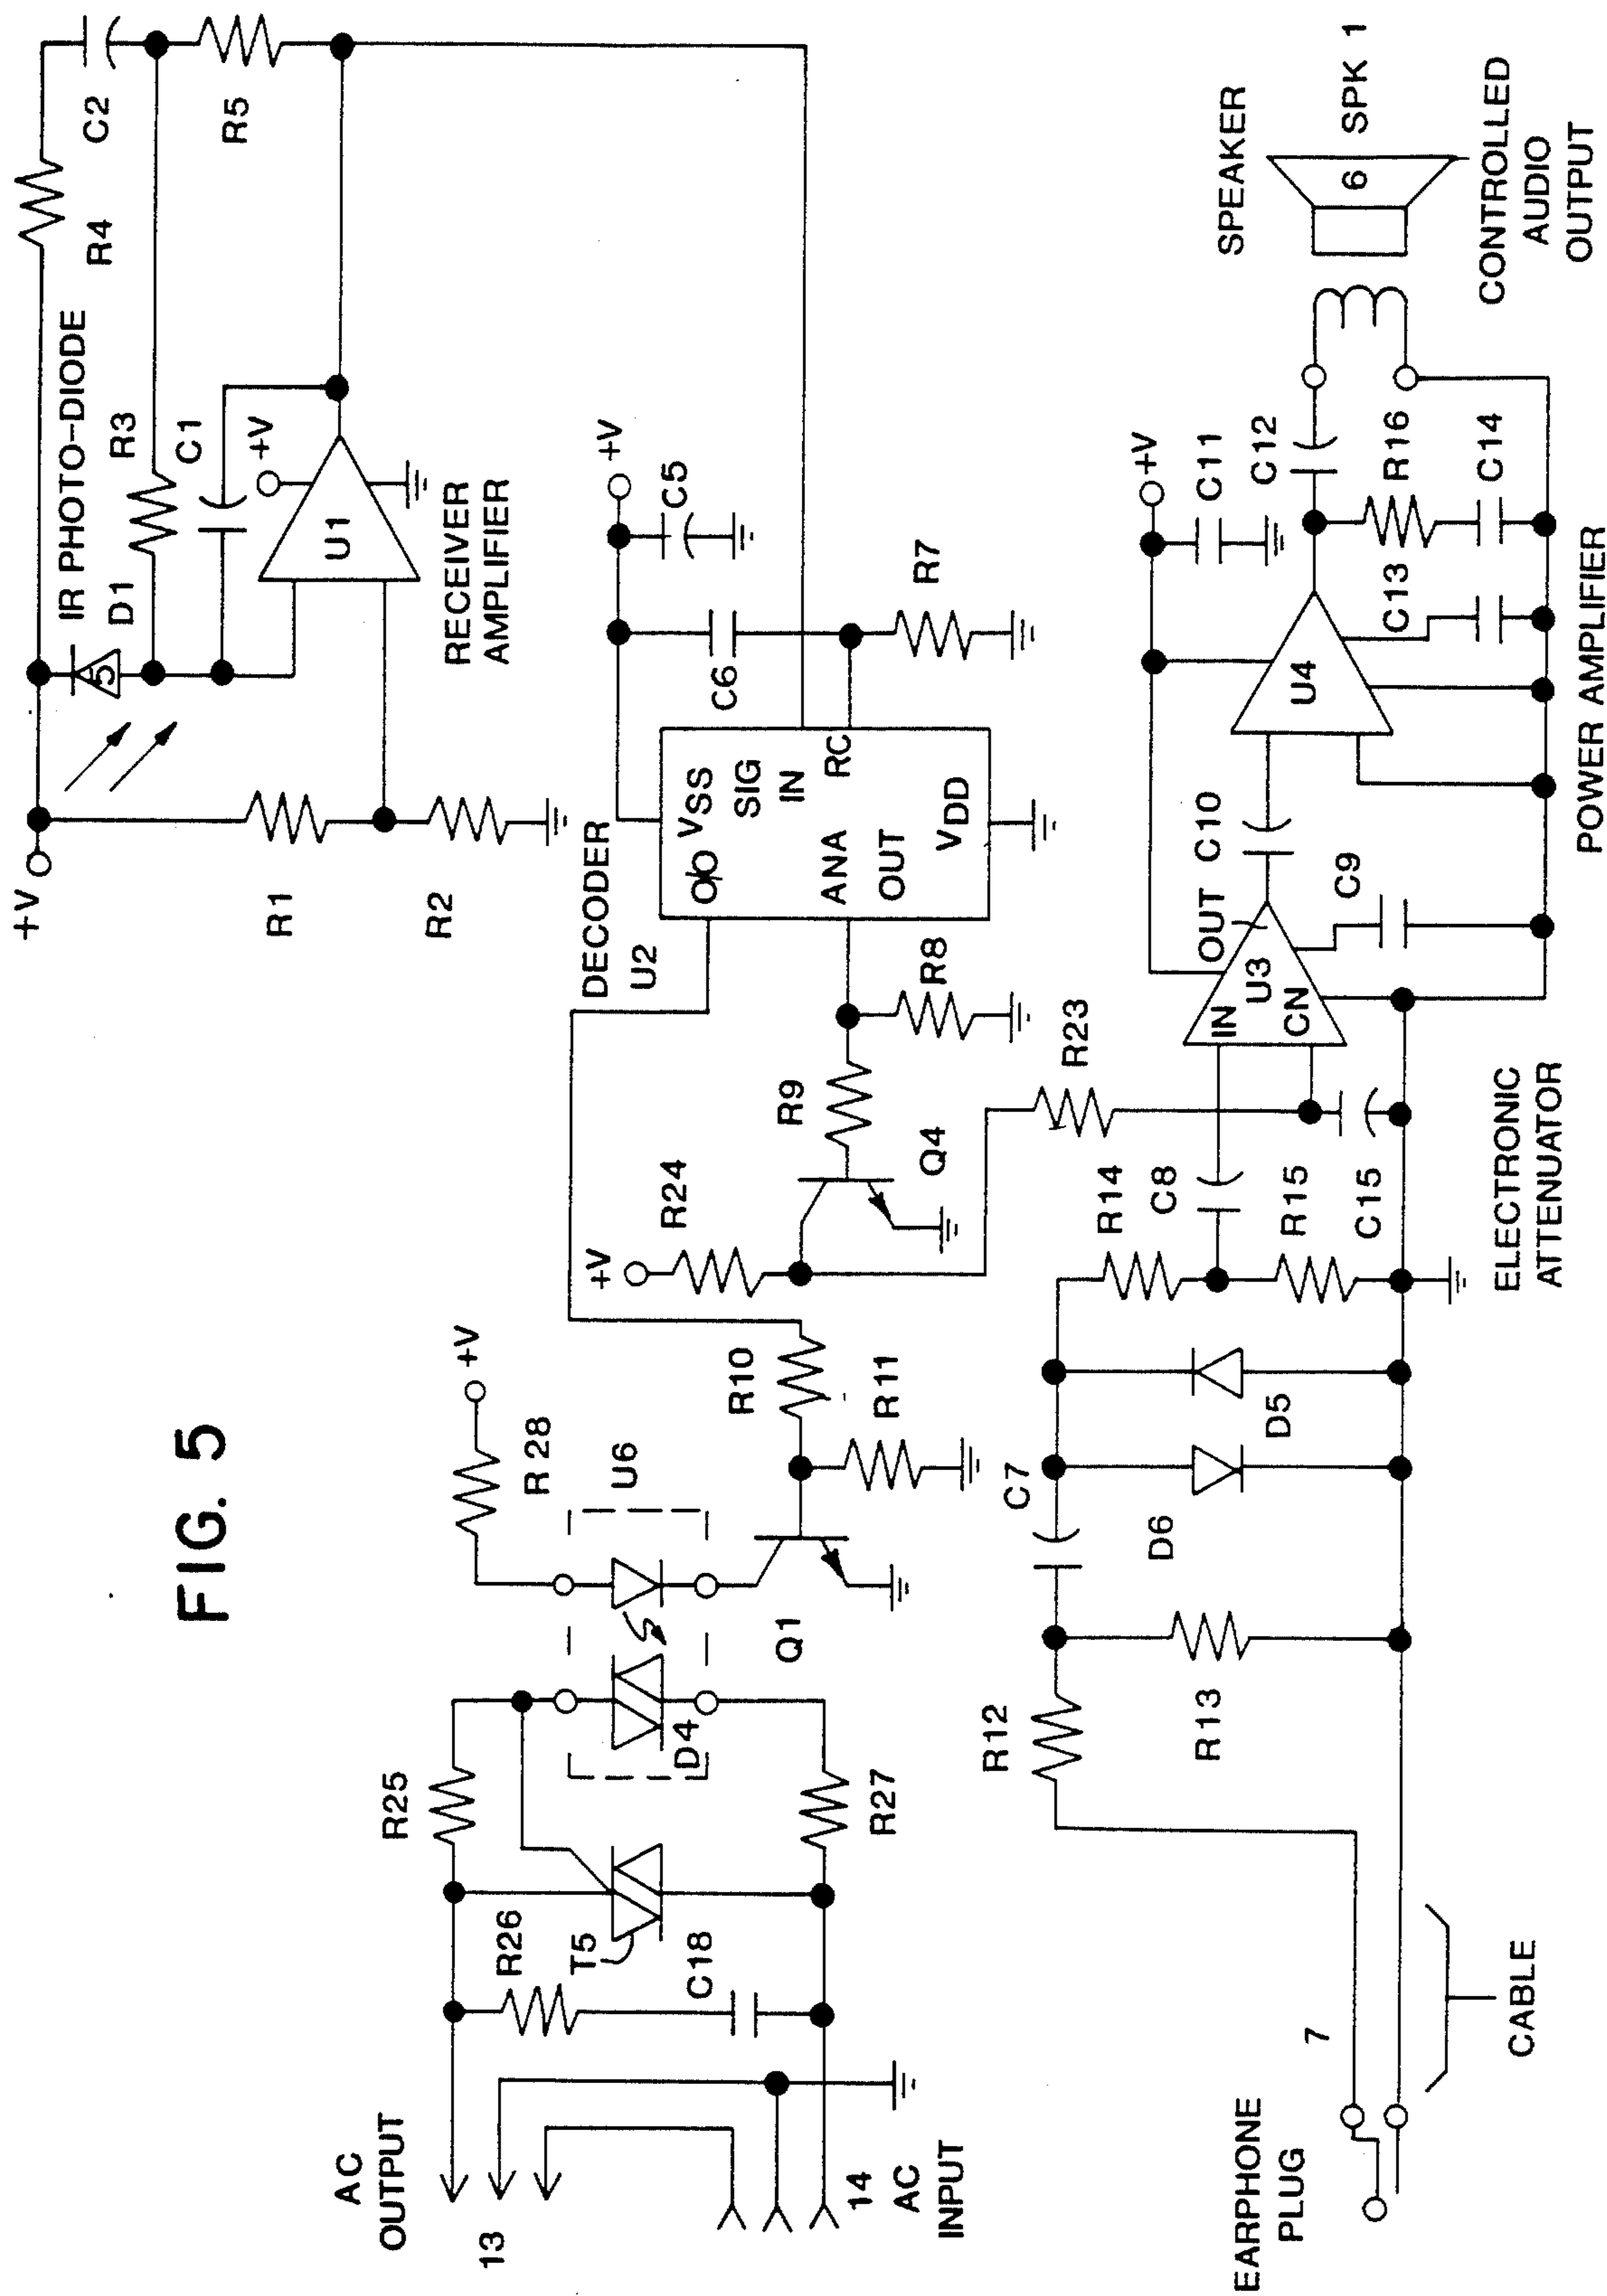 FIG. 5
+V
R4
C2
IR PHOTO-DIODE
D1
5
R3
C1
R5
+V
U1
RECEIVER
AMPLIFIER
R1
R2
DECODER
U2
O/O
VSS
SIG
IN
RC
ANA
OUT
VDD
+V
C5
C6
R7
R8
R9
Q4
R24
+V
R23
R10
R11
+V
R28
U6
Q1
D4
R25
R27
T5
R26
C18
AC
OUTPUT
13
14
AC
INPUT
EARPHONE
PLUG
7
CABLE
R12
R13
C7
D6
D5
R14
C8
R15
C15
ELECTRONIC
ATTENUATOR
IN
U3
CN
OUT
C9
C10
U4
+V
C11
C12
C13
R16
C14
POWER AMPLIFIER
SPEAKER
6
SPK 1
CONTROLLED
AUDIO
OUTPUT